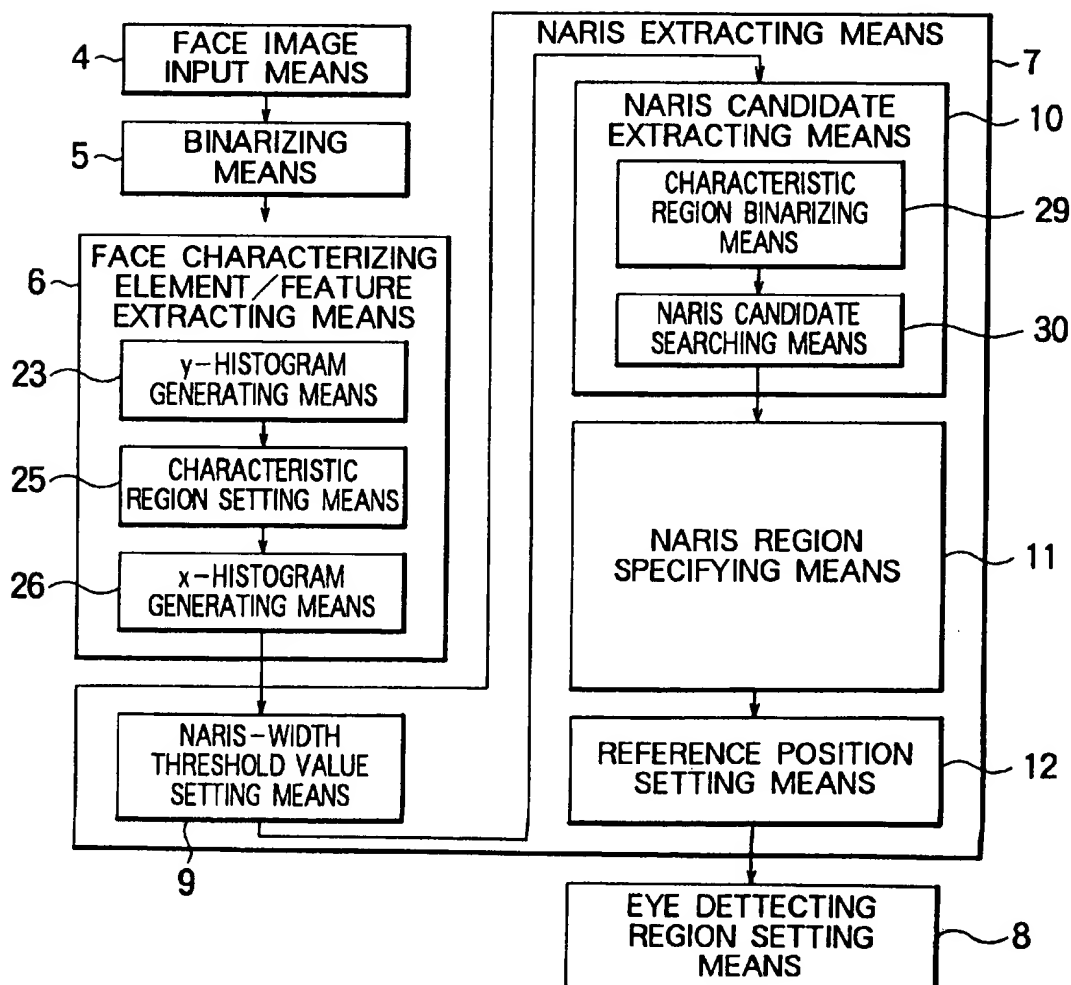 4
FACE IMAGE
INPUT MEANS
5
BINARIZING
MEANS
6
FACE CHARACTERIZING
ELEMENT/FEATURE
EXTRACTING MEANS
23
y-HISTOGRAM
GENERATING MEANS
25
CHARACTERISTIC
REGION SETTING MEANS
26
x-HISTOGRAM
GENERATING MEANS
NARIS-WIDTH
THRESHOLD VALUE
SETTING MEANS
9
NARIS EXTRACTING MEANS
7
NARIS CANDIDATE
EXTRACTING MEANS
10
CHARACTERISTIC
REGION BINARIZING
MEANS
29
NARIS CANDIDATE
SEARCHING MEANS
30
NARIS REGION
SPECIFYING MEANS
11
REFERENCE POSITION
SETTING MEANS
12
EYE DETTECTING
REGION SETTING
MEANS
8